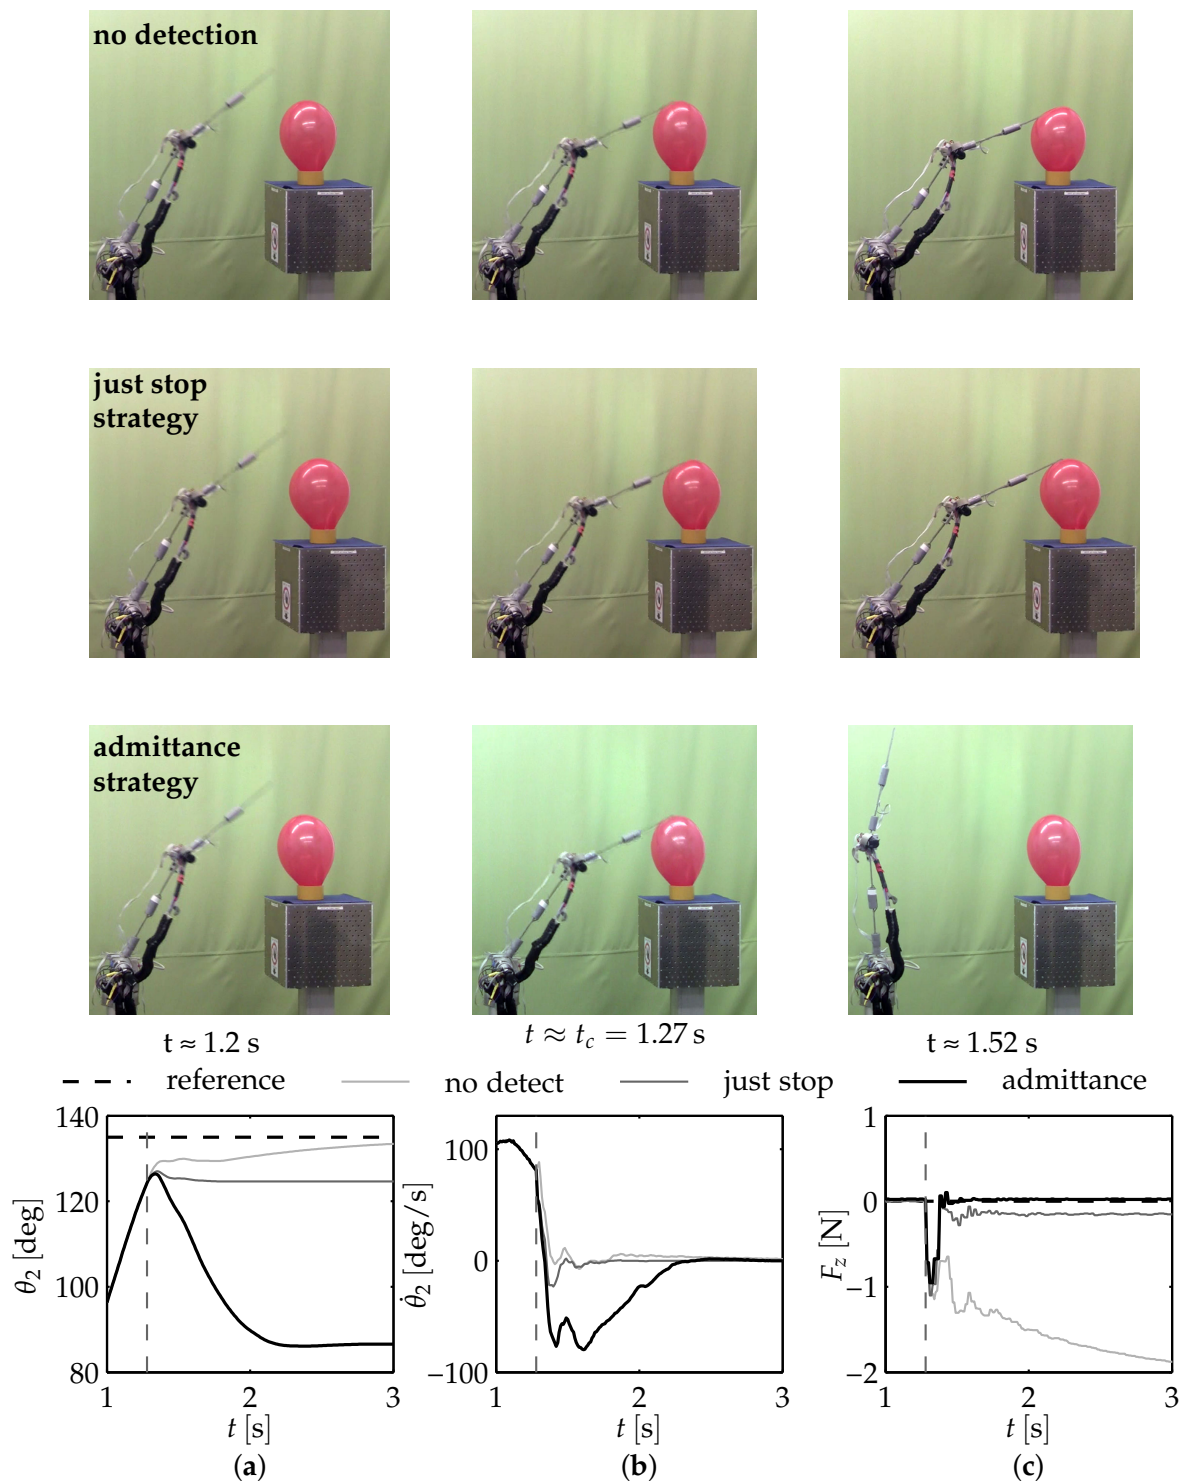 no detection
just stop
strategy
admittance
strategy
t ≈ 1.2 s
t ≈ t_c = 1.27 s
t ≈ 1.52 s
reference
no detect
just stop
admittance
140
120
100
80
θ₂ [deg]
1
2
3
t [s]
(a)
100
0
−100
θ̇₂ [deg/s]
1
2
3
t [s]
(b)
1
0
−1
−2
F_z [N]
1
2
3
t [s]
(c)